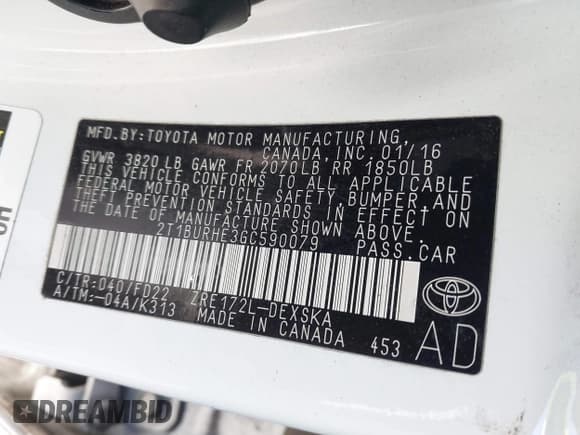 MFD. BY: TOYOTA MOTOR MANUFACTURING,
CANADA, INC. 01/16
GVWR 3820 LB GAWR FR 2070LB RR 1850LB
THIS VEHICLE CONFORMS TO ALL APPLICABLE
FEDERAL MOTOR VEHICLE SAFETY, BUMPER AND
THEFT PREVENTION STANDARDS IN EFFECT ON
THE DATE OF MANUFACTURE SHOWN ABOVE.
2T1BURHE3GC590079 PASS.CAR
C/TR: 040/FD22 ZRE172L-DEXSKA
A/TM: -04A/K313 MADE IN CANADA
453
AD
TOYOTA
DREAMBID